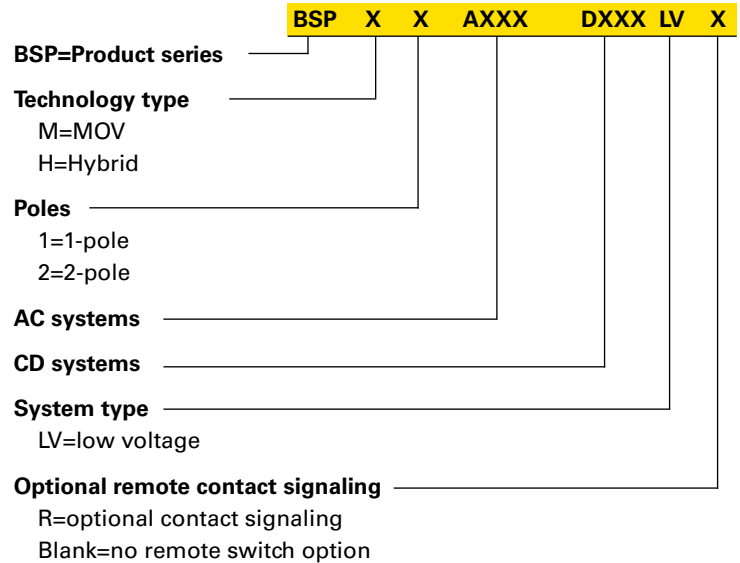 BSP X X AXXX DXXX LV X
BSP=Product series
Technology type
M=MOV
H=Hybrid
Poles
1=1-pole
2=2-pole
AC systems
CD systems
System type
LV=low voltage
Optional remote contact signaling
R=optional contact signaling
Blank=no remote switch option